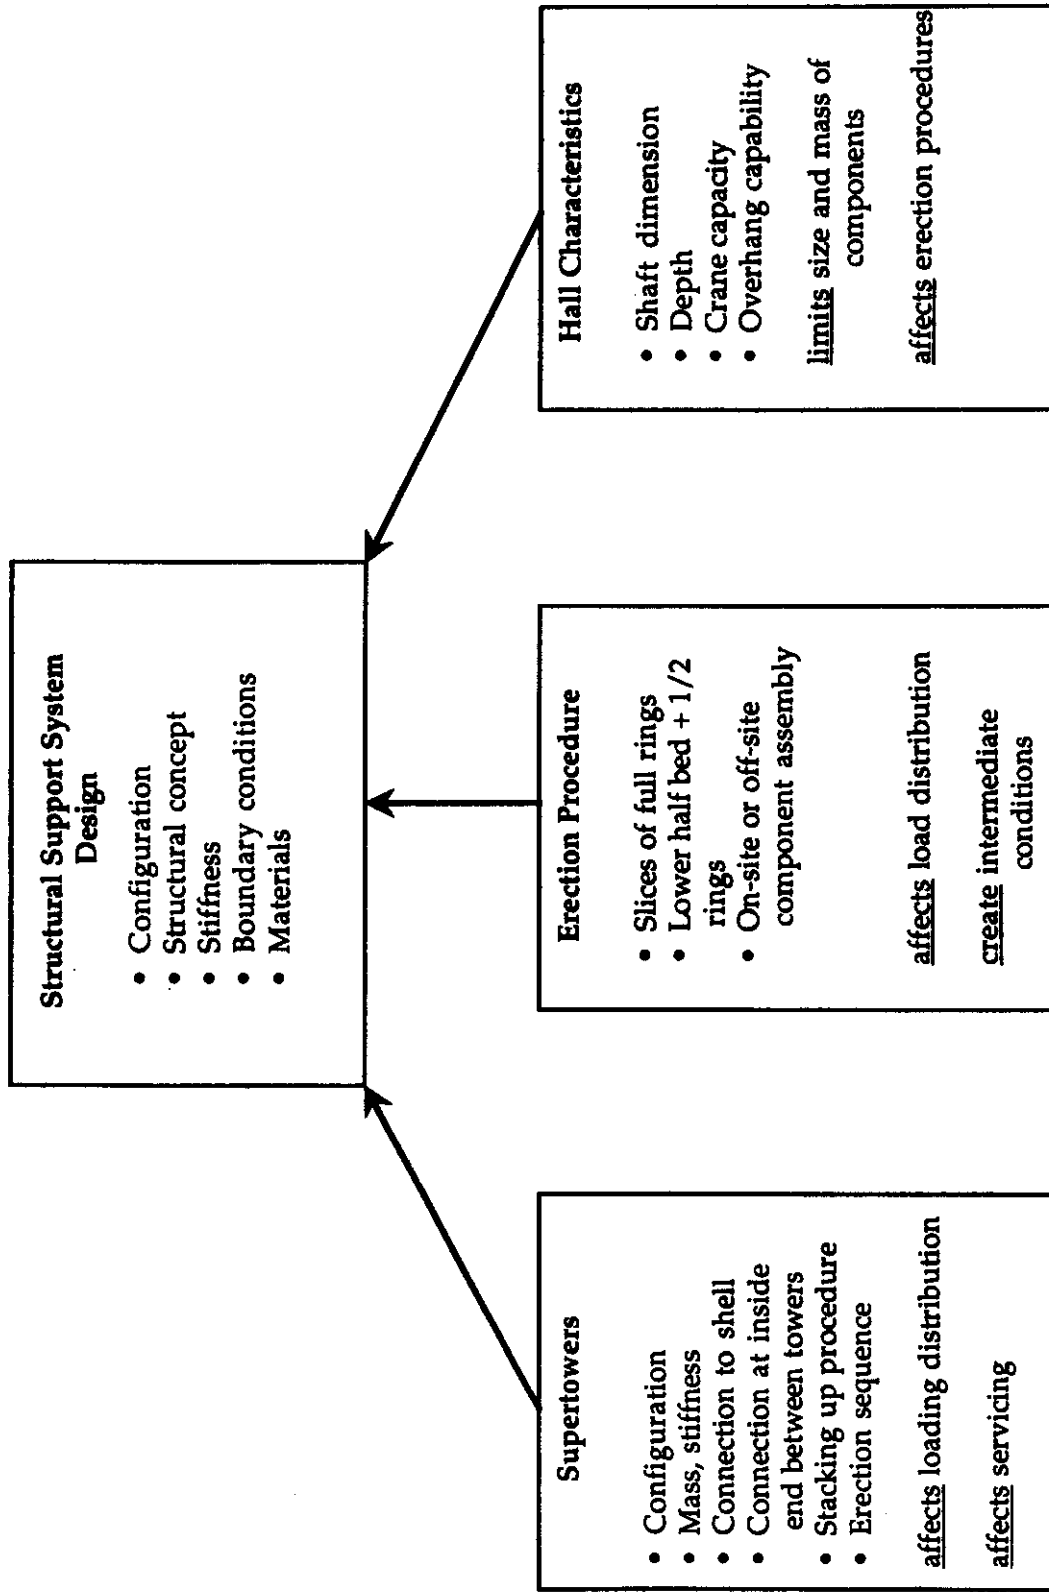 Structural Support System
Design
• Configuration
• Structural concept
• Stiffness
• Boundary conditions
• Materials
Supertowers
• Configuration
• Mass, stiffness
• Connection to shell
• Connection at inside
end between towers
• Stacking up procedure
• Erection sequence
affects loading distribution
affects servicing
Erection Procedure
• Slices of full rings
• Lower half bed + 1/2
rings
• On-site or off-site
component assembly
affects load distribution
create intermediate
conditions
Hall Characteristics
• Shaft dimension
• Depth
• Crane capacity
• Overhang capability
limits size and mass of
components
affects erection procedures